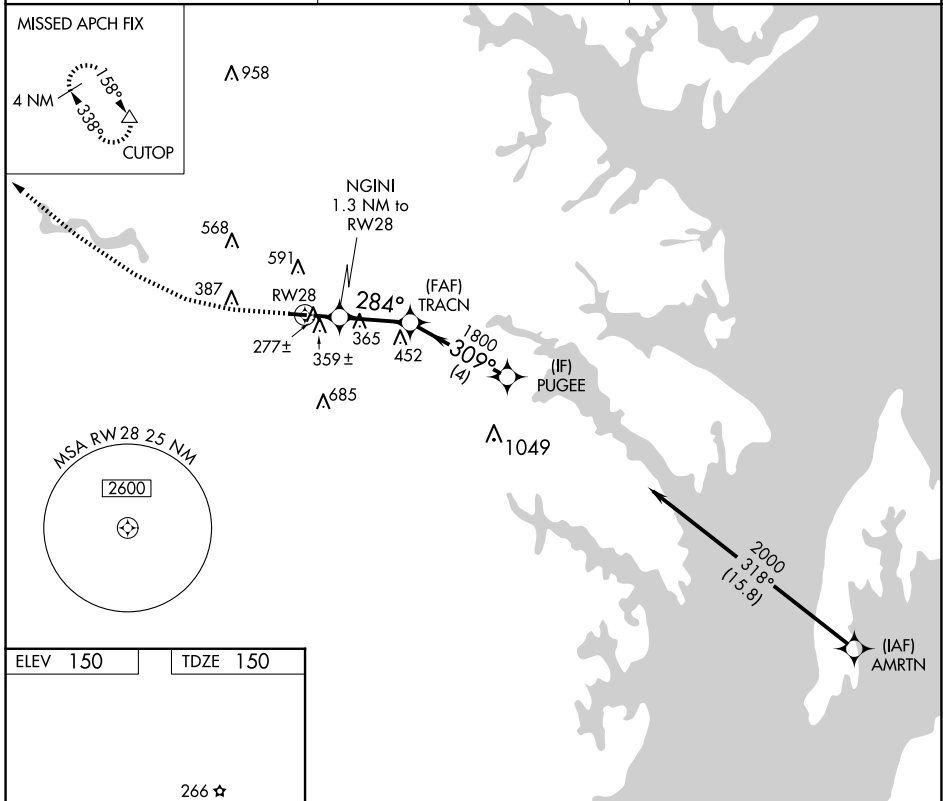 MISSED APCH FIX
158°
4 NM
338°
CUTOP
958
NGINI
1.3 NM to
RW28
568
591
387
RW28
284°
(FAF)
TRACN
277±
359 ±
365
452
1800
309°
(4)
(IF)
PUGEE
685
1049
MSA RW 28 25 NM
2600
2000
318°
(15.8)
(IAF)
AMRTN
ELEV 150
TDZE 150
266